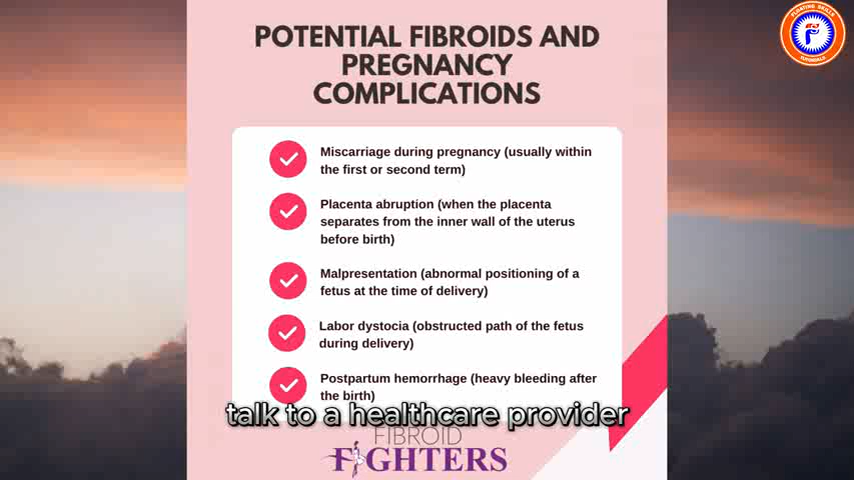 POTENTIAL FIBROIDS AND
PREGNANCY
COMPLICATIONS
Miscarriage during pregnancy (usually within
the first or second term)
Placenta abruption (when the placenta
separates from the inner wall of the uterus
before birth)
Malpresentation (abnormal positioning of a
fetus at the time of delivery)
Labor dystocia (obstructed path of the fetus
during delivery)
Postpartum hemorrhage (heavy bleeding after
the birth)
talk to a healthcare provider
FIBROID
FIGHTERS
FLOATING SKILLS
TUTORIALS